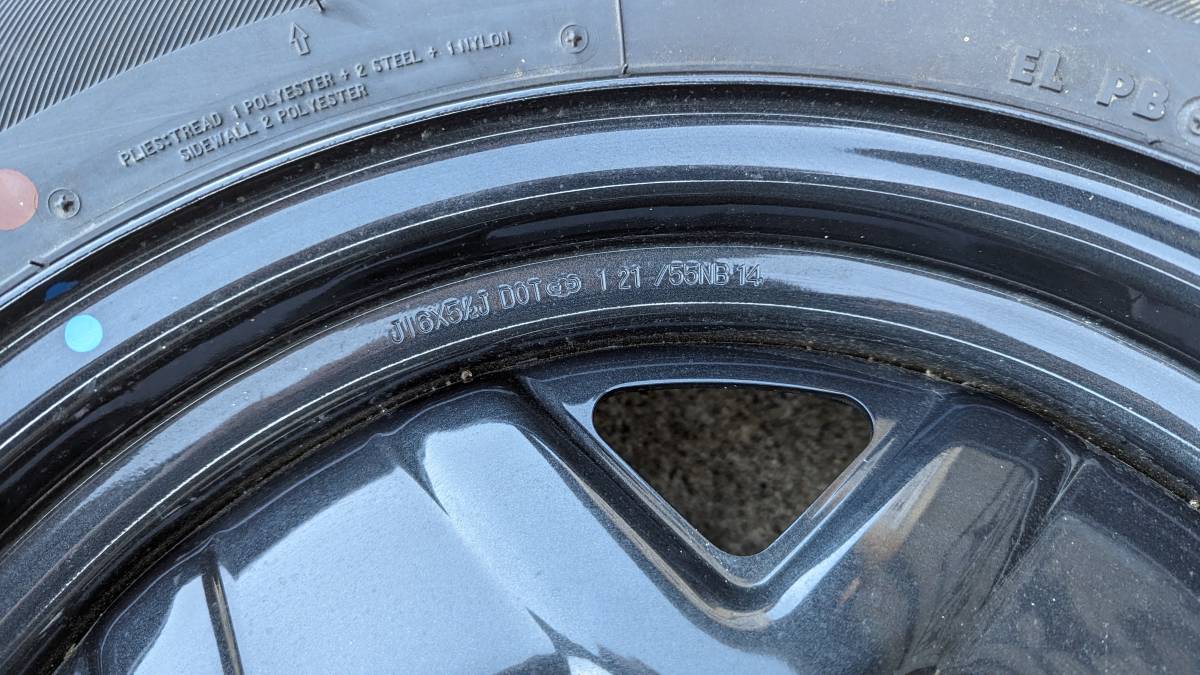 PLIES:TREAD 1 POLYESTER + 2 STEEL + 1 NYLON
SIDEWALL 2 POLYESTER
EL PB
J16X5½J DOT 1 21 /55NB 14